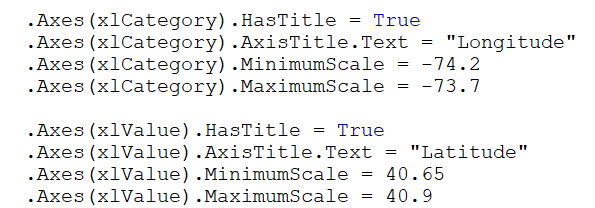 .Axes(xlCategory).HasTitle = True
.Axes(xlCategory).AxisTitle.Text = "Longitude"
.Axes(xlCategory).MinimumScale = -74.2
.Axes(xlCategory).MaximumScale = -73.7
.Axes(xlValue).HasTitle = True
.Axes(xlValue).AxisTitle.Text = "Latitude"
.Axes(xlValue).MinimumScale = 40.65
.Axes(xlValue).MaximumScale = 40.9